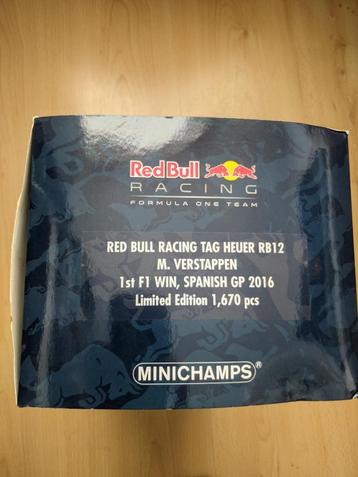 Red Bull
RACING
FORMULA ONE TEAM
RED BULL RACING TAG HEUER RB12
M. VERSTAPPEN
1st F1 WIN, SPANISH GP 2016
Limited Edition 1,670 pcs
MINICHAMPS®